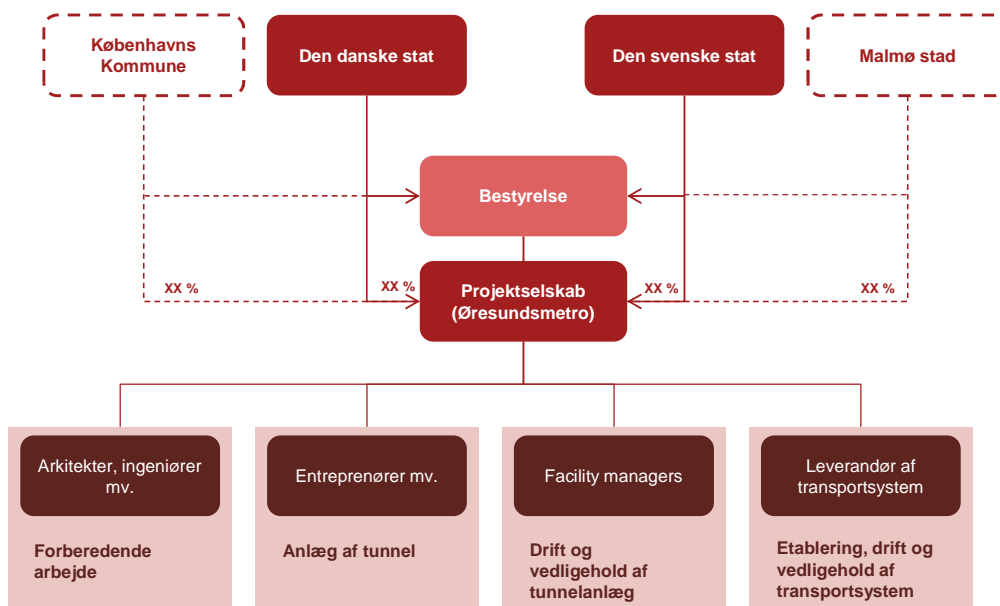 Københavns
Kommune
Den danske stat
Den svenske stat
Malmø stad
Bestyrelse
XX %
XX %
Projektselskab
(Øresundsmetro)
XX %
XX %
Arkitekter, ingeniører
mv.
Entreprenører mv.
Facility managers
Leverandør af
transportsystem
Forberedende
arbejde
Anlæg af tunnel
Drift og
vedligehold af
tunnelanlæg
Etablering, drift og
vedligehold af
transportsystem